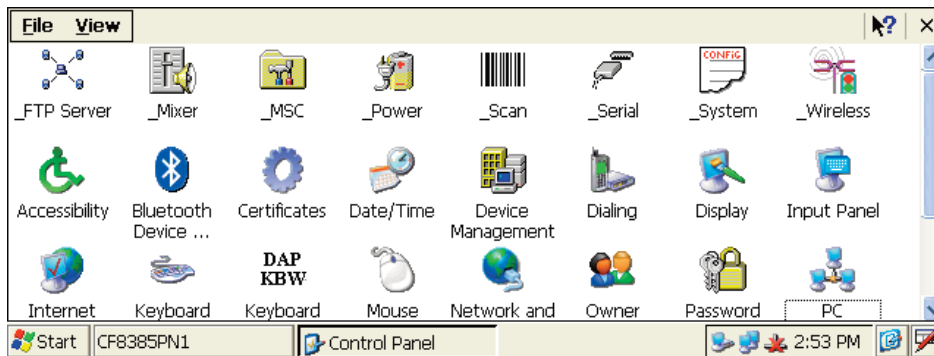 File View
CONFiG
_FTP Server _Mixer _MSC _Power _Scan _Serial _System _Wireless
Accessibility Bluetooth Device ... Certificates Date/Time Device Management Dialing Display Input Panel
DAP KBW
Internet Keyboard Keyboard Mouse Network and Owner Password PC
Start CF8385PN1 Control Panel 2:53 PM